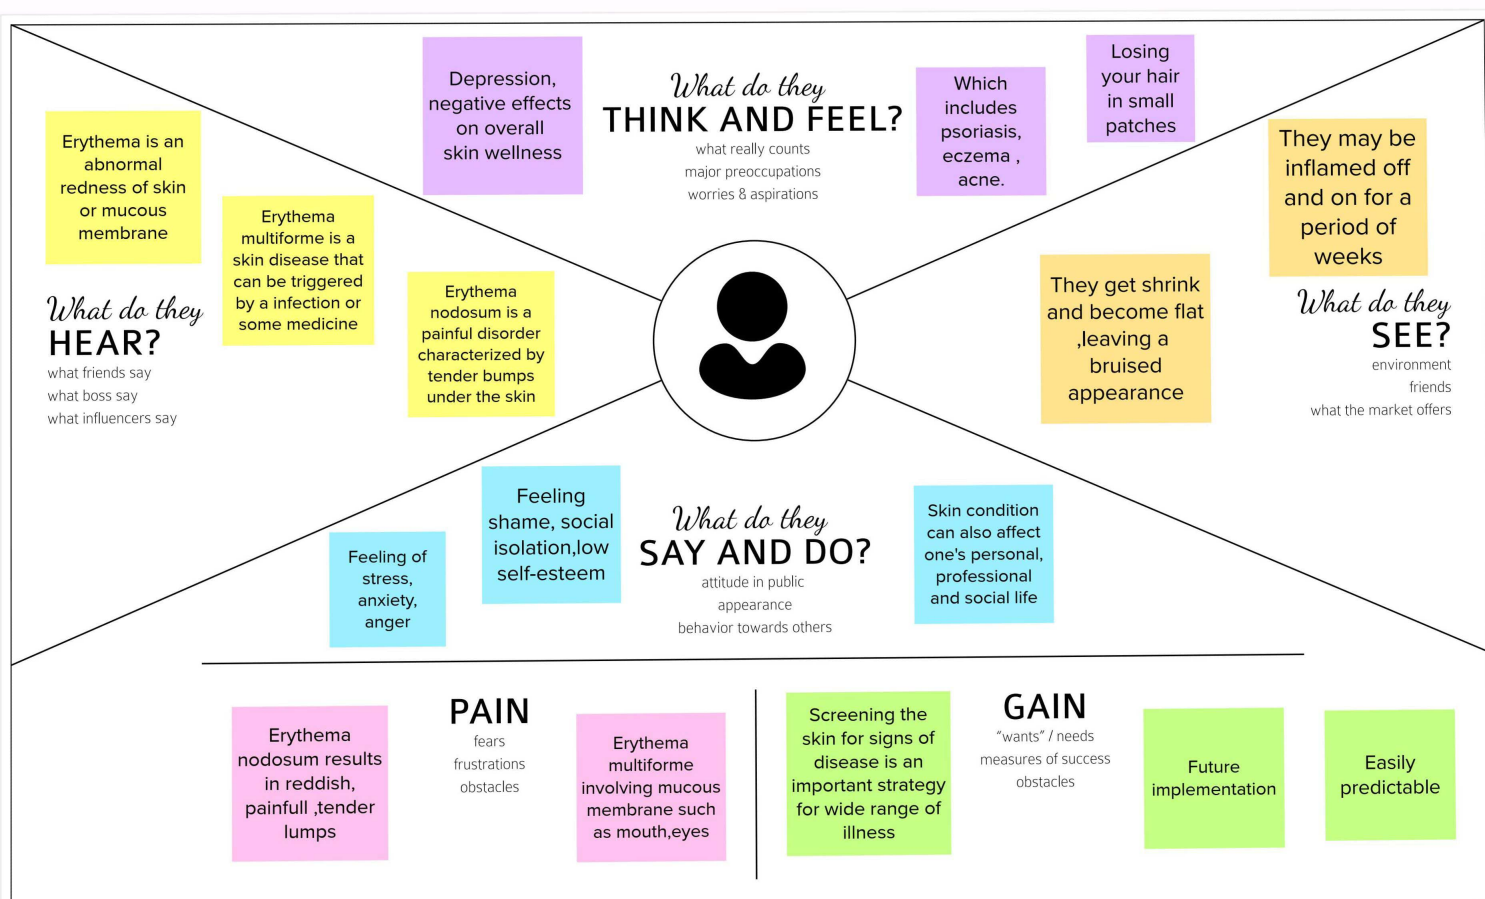 Depression,
negative effects
on overall
skin wellness
What do they
THINK AND FEEL?
what really counts
major preoccupations
worries & aspirations
Which
includes
psoriasis,
eczema ,
acne.
Losing
your hair
in small
patches
Erythema is an
abnormal
redness of skin
or mucous
membrane
Erythema
multiforme is a
skin disease that
can be triggered
by a infection or
some medicine
Erythema
nodosum is a
painful disorder
characterized by
tender bumps
under the skin
What do they
HEAR?
what friends say
what boss say
what influencers say
They may be
inflamed off
and on for a
period of
weeks
They get shrink
and become flat
,leaving a
bruised
appearance
What do they
SEE?
environment
friends
what the market offers
Feeling of
stress,
anxiety,
anger
Feeling
shame, social
isolation,low
self-esteem
What do they
SAY AND DO?
attitude in public
appearance
behavior towards others
Skin condition
can also affect
one's personal,
professional
and social life
Erythema
nodosum results
in reddish,
painfull ,tender
lumps
PAIN
fears
frustrations
obstacles
Erythema
multiforme
involving mucous
membrane such
as mouth,eyes
Screening the
skin for signs of
disease is an
important strategy
for wide range of
illness
GAIN
“wants” / needs
measures of success
obstacles
Future
implementation
Easily
predictable